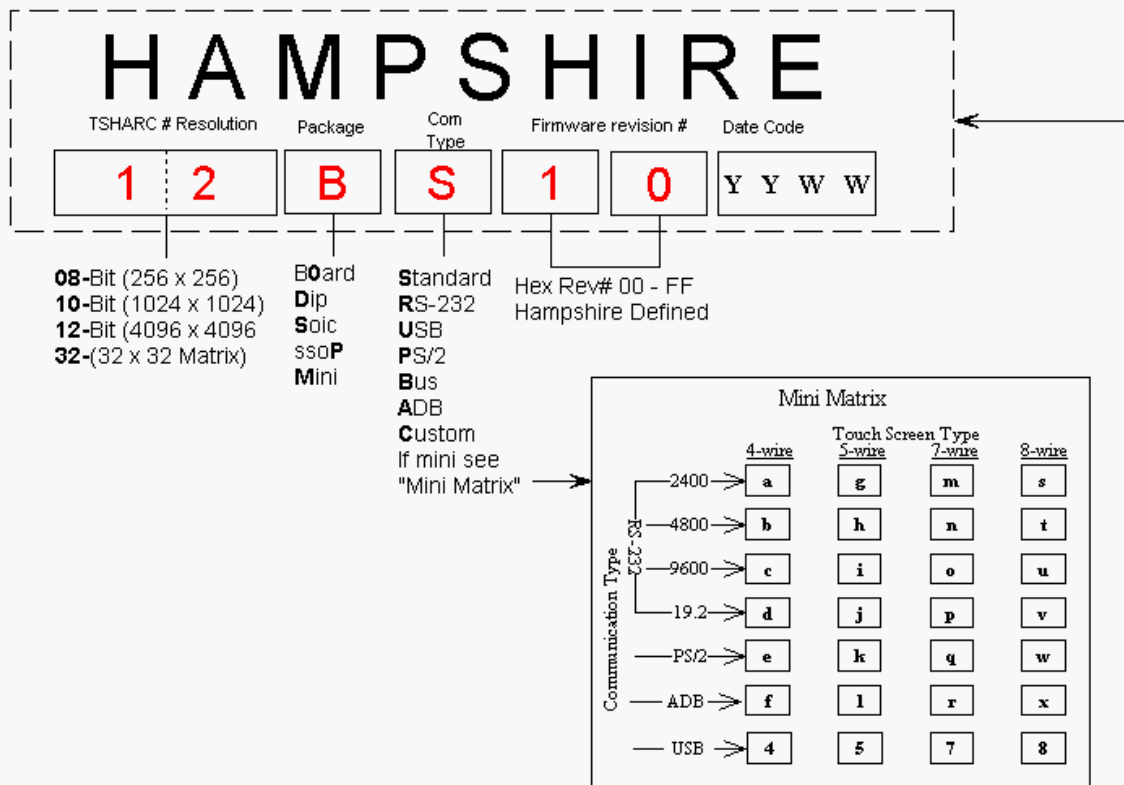 HAMPSHIRE
TSHARC # Resolution
Package
Com
Type
Firmware revision #
Date Code
1 2
B
S
1
0
Y Y W W
08-Bit (256 x 256)
10-Bit (1024 x 1024)
12-Bit (4096 x 4096
32-(32 x 32 Matrix)
B0ard
Dip
Soic
ssoP
Mini
Standard
RS-232
USB
PS/2
Bus
ADB
Custom
If mini see
"Mini Matrix"
Hex Rev# 00 - FF
Hampshire Defined
Mini Matrix
Touch Screen Type
4-wire 5-wire 7-wire 8-wire
Communication Type
RS-232
2400 a g m s
4800 b h n t
9600 c i o u
19.2 d j p v
PS/2 e k q w
ADB f l r x
USB 4 5 7 8